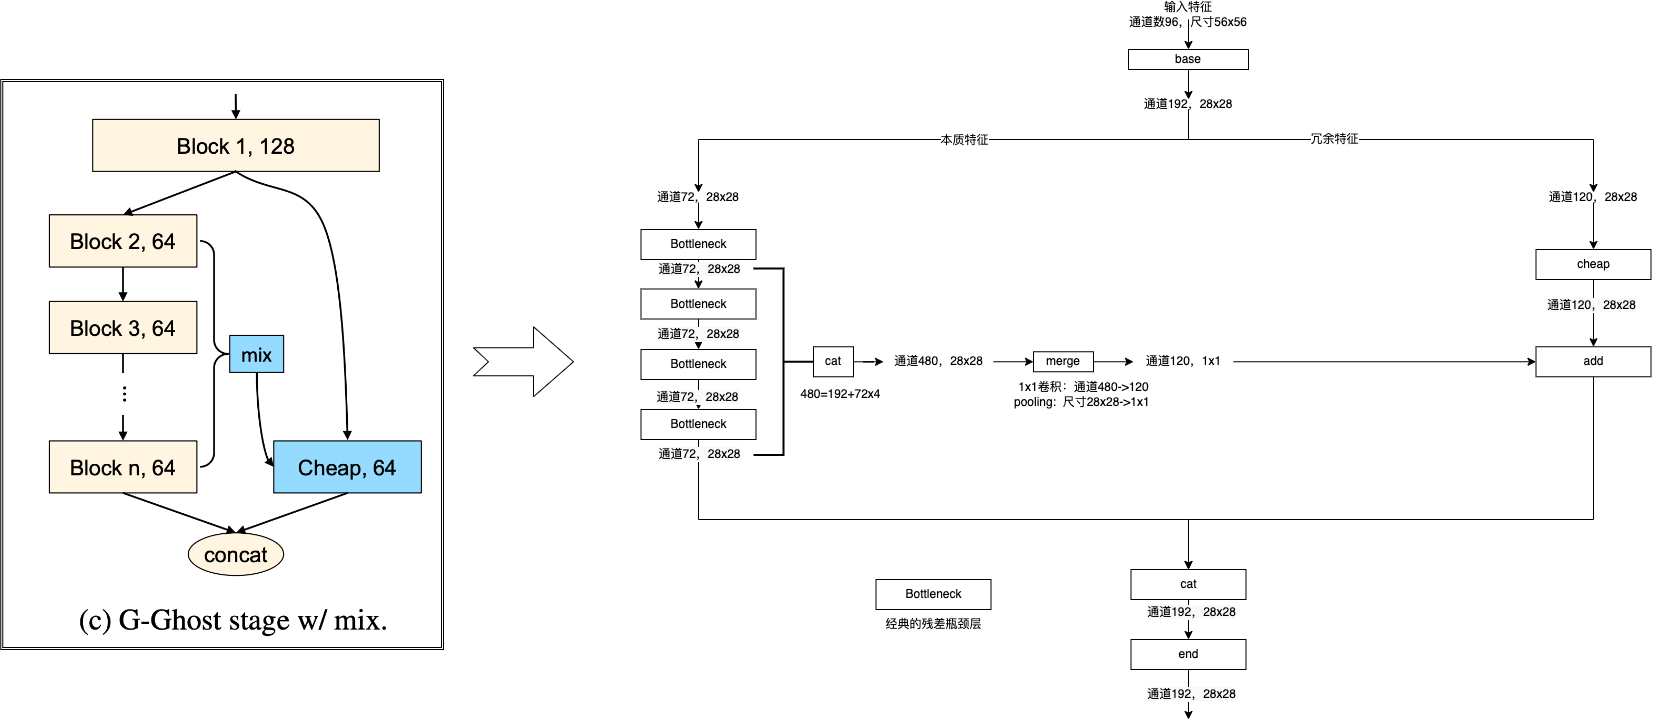 Block 1, 128
Block 2, 64
Block 3, 64
mix
...
Block n, 64
Cheap, 64
concat
(c) G-Ghost stage w/ mix.
输入特征
通道数96，尺寸56x56
base
通道192，28x28
本质特征
冗余特征
通道72，28x28
Bottleneck
通道72，28x28
Bottleneck
通道72，28x28
Bottleneck
通道72，28x28
Bottleneck
通道72，28x28
cat
480=192+72x4
通道480，28x28
merge
1x1卷积：通道480->120
pooling：尺寸28x28->1x1
通道120，1x1
通道120，28x28
cheap
通道120，28x28
add
Bottleneck
经典的残差瓶颈层
cat
通道192，28x28
end
通道192，28x28